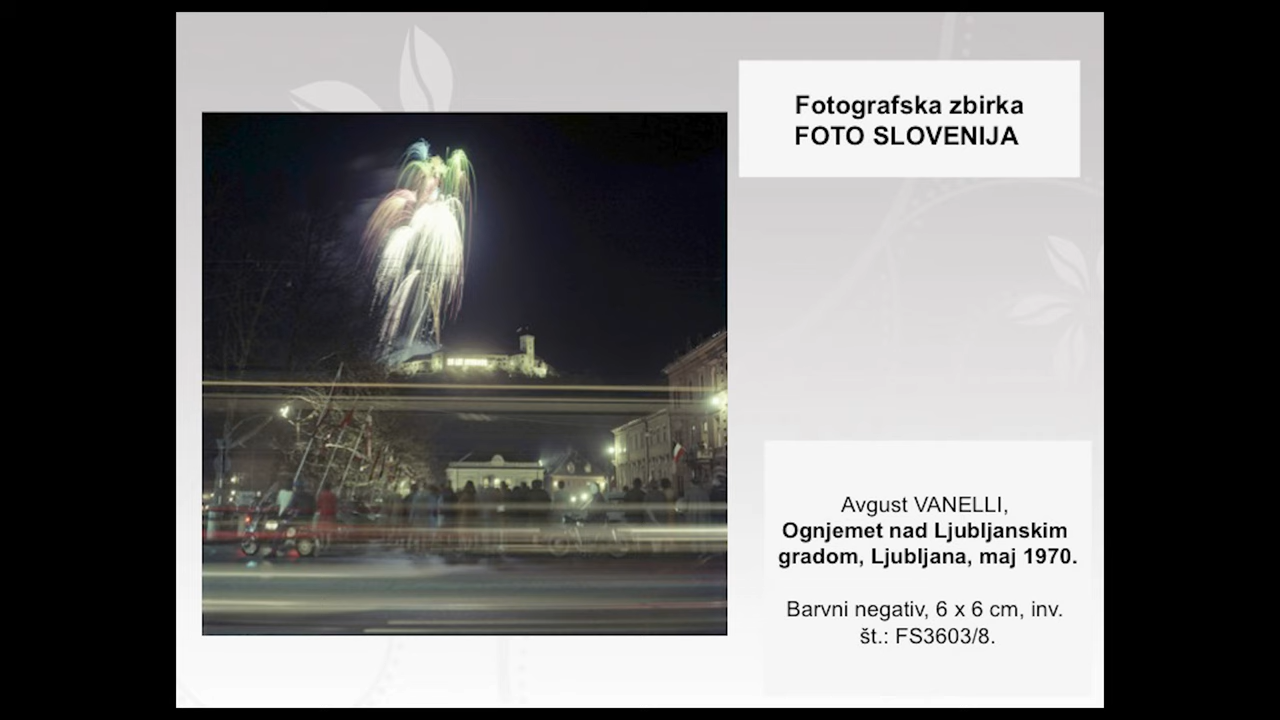 Fotografska zbirka
FOTO SLOVENIJA
Avgust VANELLI,
Ognjemet nad Ljubljanskim
gradom, Ljubljana, maj 1970.
Barvni negativ, 6 x 6 cm, inv.
št.: FS3603/8.